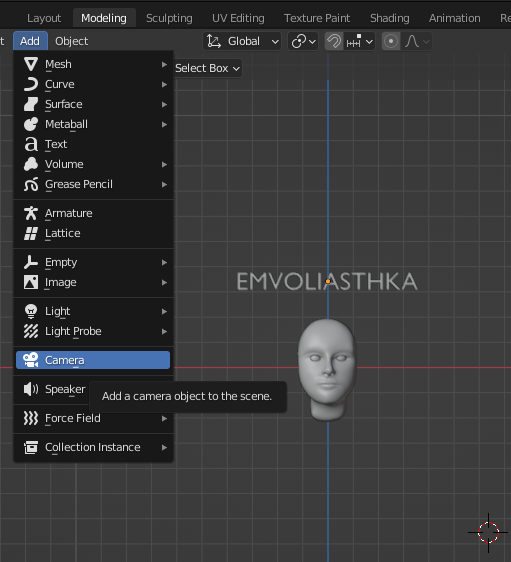 Layout Modeling Sculpting UV Editing Texture Paint Shading Animation Re
t Add Object Global
Select Box
Mesh
Curve
Surface
Metaball
Text
Volume
Grease Pencil
Armature
Lattice
Empty
Image
Light
Light Probe
Camera
Speaker
Add a camera object to the scene.
Force Field
Collection Instance
EMVOLIASTHKA